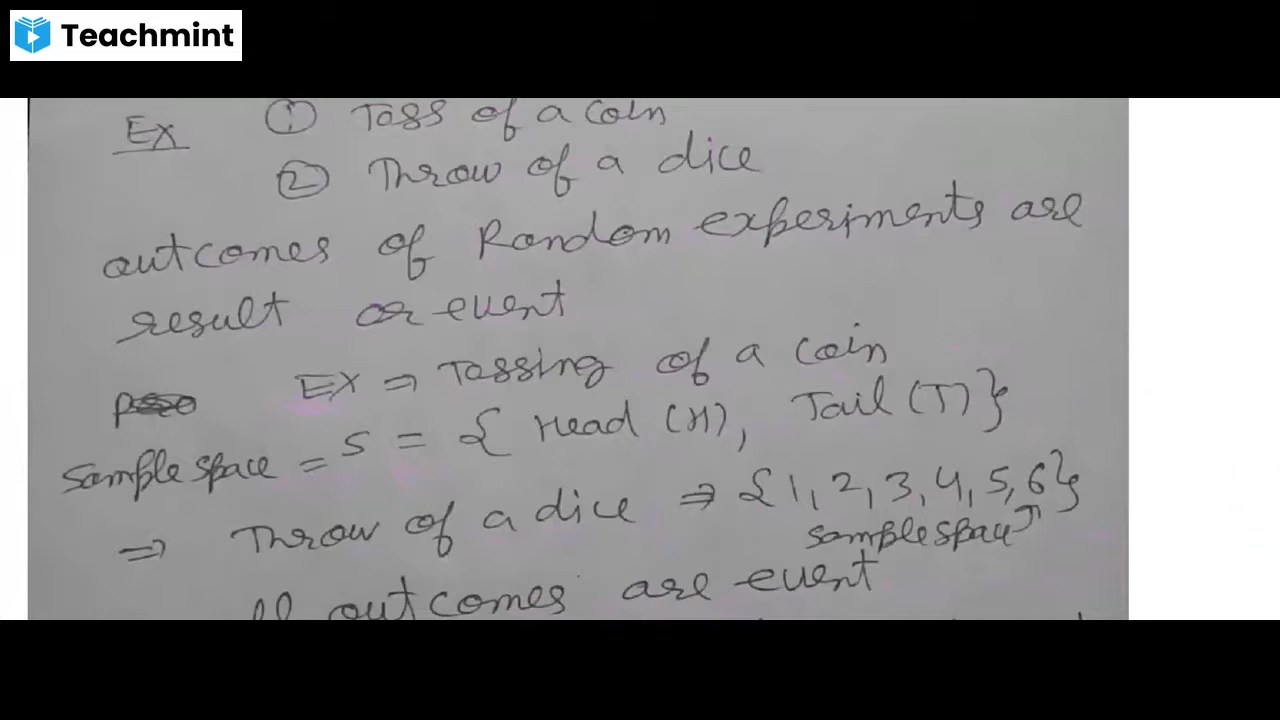 Teachmint
Ex ① Toss of a coin
② Throw of a dice
outcomes of Random experiments are
result or event
Ex ⇒ Tossing of a coin
Sample space = S = { Head (H), Tail (T) }
⇒ Throw of a dice ⇒ {1, 2, 3, 4, 5, 6}
sample space
outcomes are event